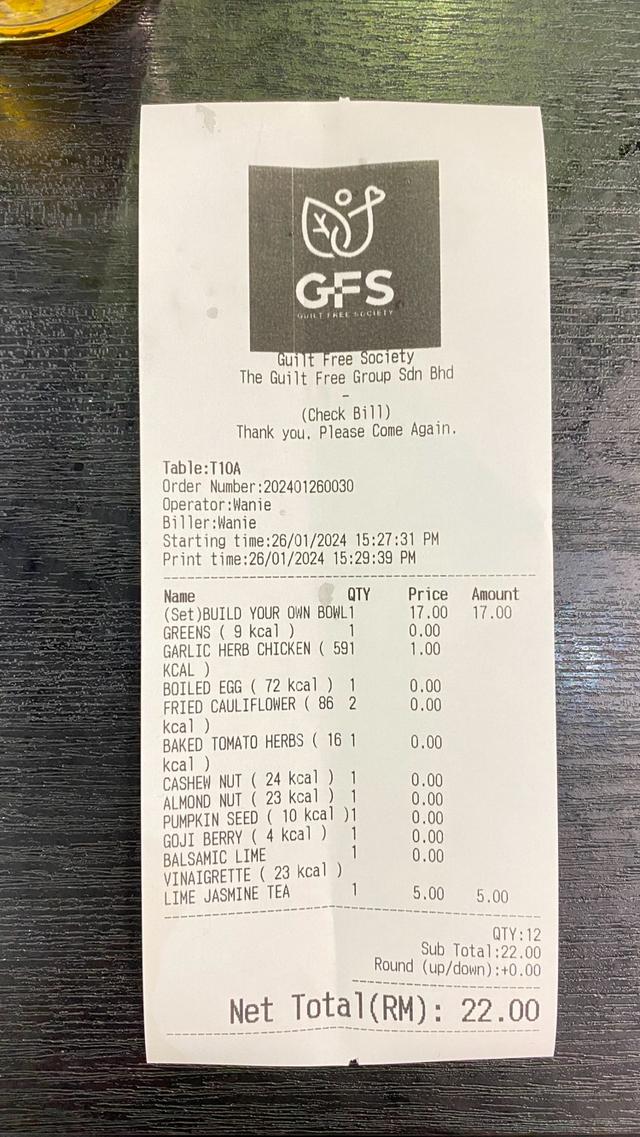 GFS
GUILT FREE SOCIETY
Guilt Free Society
The Guilt Free Group Sdn Bhd
-
(Check Bill)
Thank you. Please Come Again.
Table:T10A
Order Number:202401260030
Operator:Wanie
Biller:Wanie
Starting time:26/01/2024 15:27:31 PM
Print time:26/01/2024 15:29:39 PM
Name QTY Price Amount
(Set)BUILD YOUR OWN BOWL1 17.00 17.00
GREENS ( 9 kcal ) 1 0.00
GARLIC HERB CHICKEN ( 591 1.00
KCAL )
BOILED EGG ( 72 kcal ) 1 0.00
FRIED CAULIFLOWER ( 86 2 0.00
kcal )
BAKED TOMATO HERBS ( 16 1 0.00
kcal )
CASHEW NUT ( 24 kcal ) 1 0.00
ALMOND NUT ( 23 kcal ) 1 0.00
PUMPKIN SEED ( 10 kcal )1 0.00
GOJI BERRY ( 4 kcal ) 1 0.00
BALSAMIC LIME 1 0.00
VINAIGRETTE ( 23 kcal )
LIME JASMINE TEA 1 5.00 5.00
QTY:12
Sub Total:22.00
Round (up/down):+0.00
Net Total(RM): 22.00